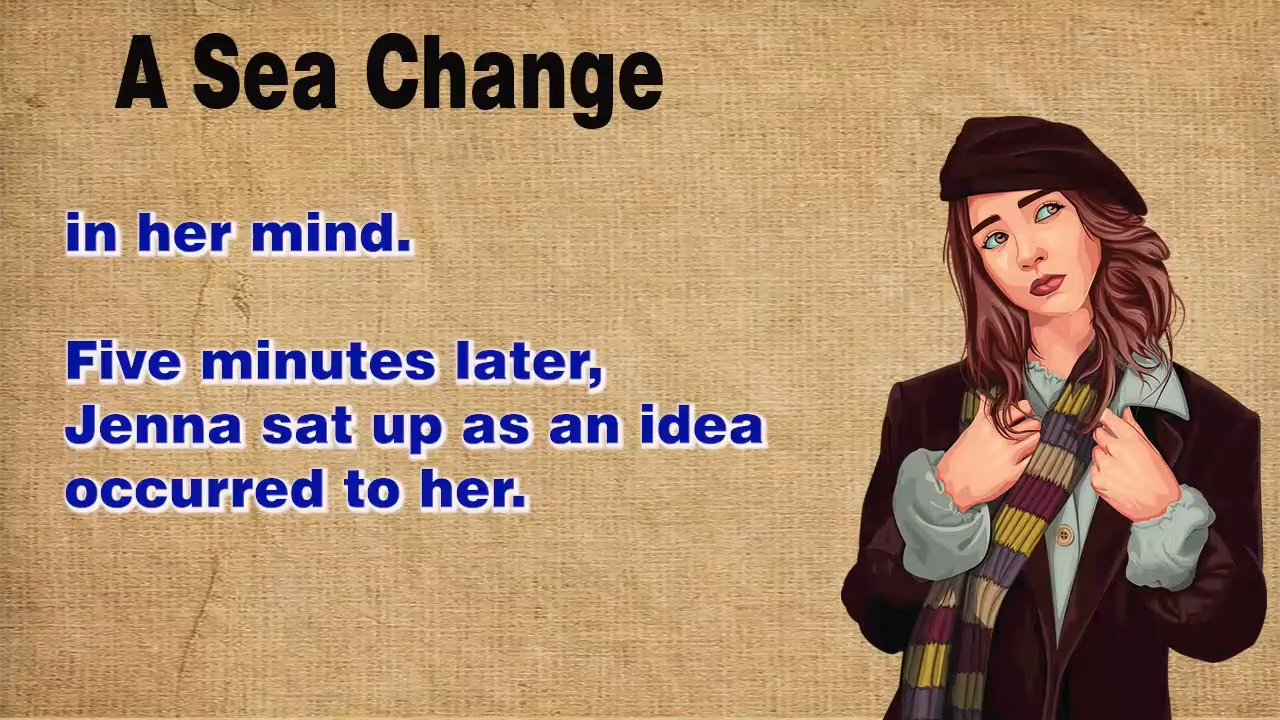 A Sea Change
in her mind.
Five minutes later,
Jenna sat up as an idea
occurred to her.